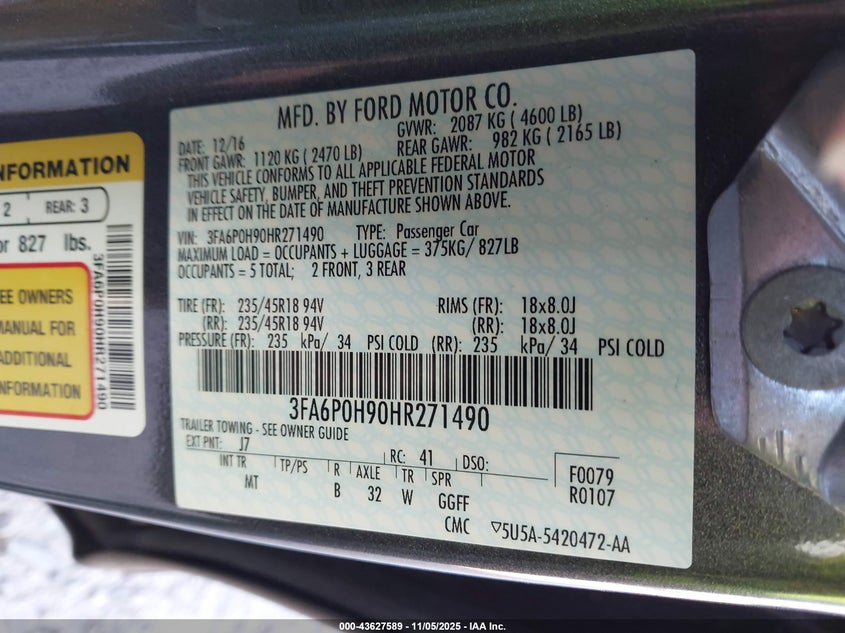 MFD. BY FORD MOTOR CO.
DATE: 12/16 GVWR: 2087 KG ( 4600 LB)
FRONT GAWR: 1120 KG ( 2470 LB) REAR GAWR: 982 KG ( 2165 LB)
THIS VEHICLE CONFORMS TO ALL APPLICABLE FEDERAL MOTOR
VEHICLE SAFETY, BUMPER, AND THEFT PREVENTION STANDARDS
IN EFFECT ON THE DATE OF MANUFACTURE SHOWN ABOVE.
VIN: 3FA6P0H90HR271490 TYPE: Passenger Car
MAXIMUM LOAD = OCCUPANTS + LUGGAGE = 375KG/ 827LB
OCCUPANTS = 5 TOTAL; 2 FRONT, 3 REAR
TIRE (FR): 235/45R18 94V RIMS (FR): 18x8.0J
(RR): 235/45R18 94V (RR): 18x8.0J
PRESSURE (FR): 235 kPa/ 34 PSI COLD (RR): 235 kPa/ 34 PSI COLD
3FA6P0H90HR271490
TRAILER TOWING - SEE OWNER GUIDE
EXT PNT: J7 RC: 41 DSO:
INT TR TP/PS R AXLE TR SPR F0079
MT B 32 W GGFF R0107
CMC ▽5U5A-5420472-AA
INFORMATION
2 REAR: 3
or 827 lbs.
SEE OWNERS
MANUAL FOR
ADDITIONAL
INFORMATION
3FA6P0H90HR271490
000-43627589 - 11/05/2025 - IAA Inc.